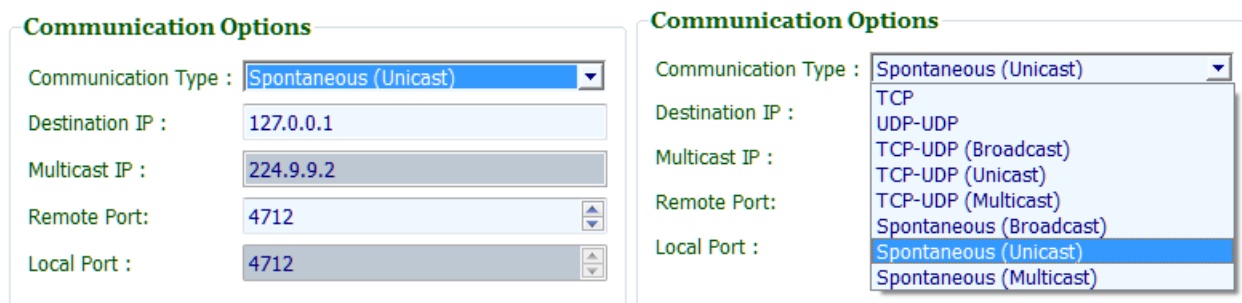 Communication Options
Communication Type : Spontaneous (Unicast)
Destination IP : 127.0.0.1
Multicast IP : 224.9.9.2
Remote Port: 4712
Local Port : 4712
Communication Options
Communication Type : Spontaneous (Unicast)
Destination IP :
Multicast IP :
Remote Port:
Local Port :
TCP
UDP-UDP
TCP-UDP (Broadcast)
TCP-UDP (Unicast)
TCP-UDP (Multicast)
Spontaneous (Broadcast)
Spontaneous (Unicast)
Spontaneous (Multicast)